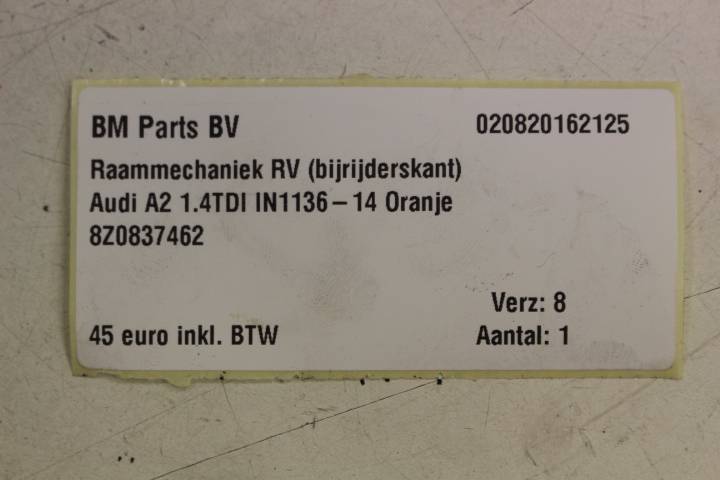 BM Parts BV 020820162125
Raammechaniek RV (bijrijderskant)
Audi A2 1.4TDI IN1136-14 Oranje
8Z0837462
Verz: 8
45 euro inkl. BTW Aantal: 1